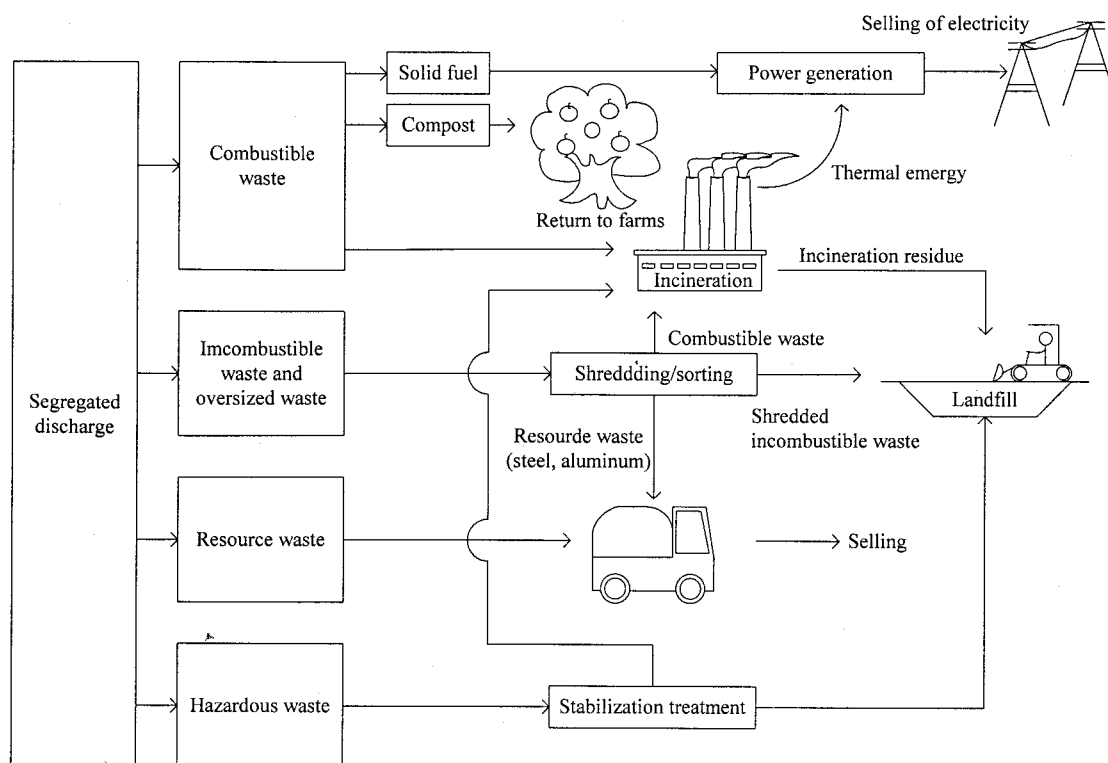 Selling of electricity
Solid fuel
Power generation
Compost
Combustible
waste
Thermal emergy
Return to farms
Incineration residue
Incineration
Combustible waste
Imcombustible
waste and
oversized waste
Shreddding/sorting
Landfill
Segregated
discharge
Shredded
incombustible waste
Resourde waste
(steel, aluminum)
Resource waste
Selling
Hazardous waste
Stabilization treatment